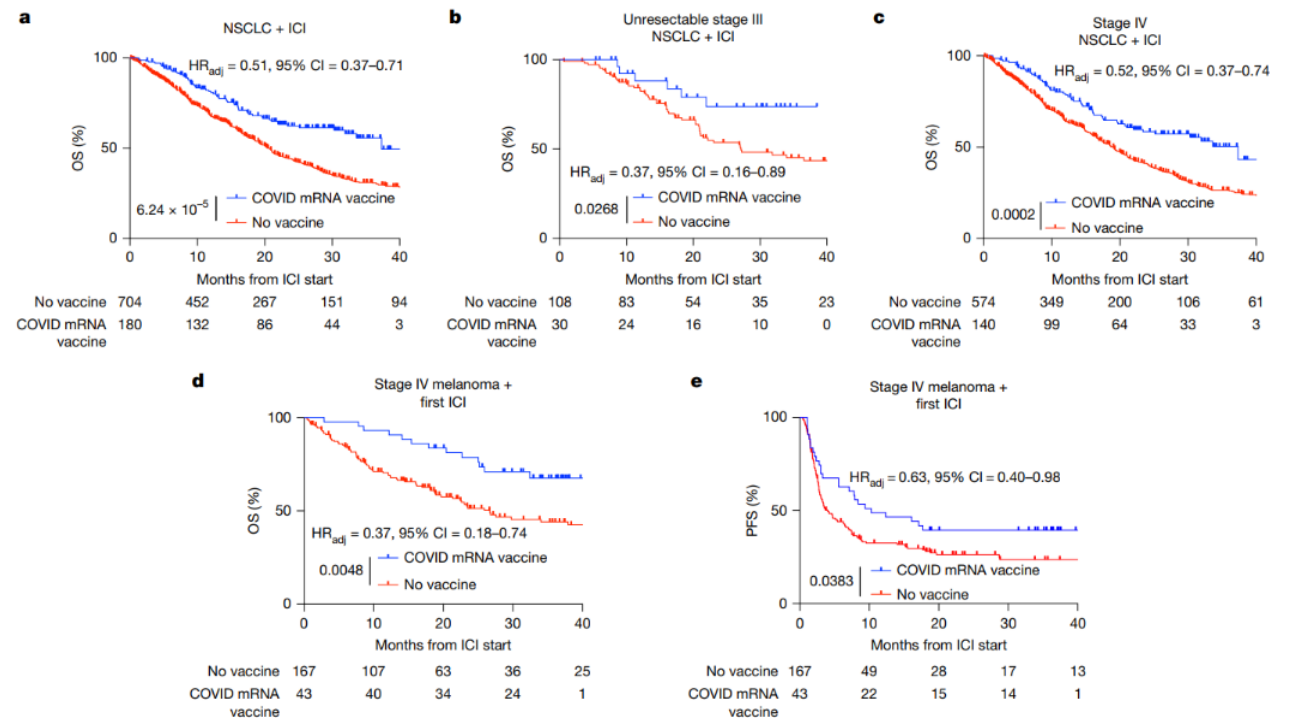 a
NSCLC + ICI
HRadj = 0.51, 95% CI = 0.37–0.71
100
50
0
OS (%)
6.24 × 10–5
COVID mRNA vaccine
No vaccine
0 10 20 30 40
Months from ICI start
No vaccine 704 452 267 151 94
COVID mRNA 180 132 86 44 3
vaccine
b
Unresectable stage III
NSCLC + ICI
100
50
0
OS (%)
HRadj = 0.37, 95% CI = 0.16–0.89
0.0268
COVID mRNA vaccine
No vaccine
0 10 20 30 40
Months from ICI start
No vaccine 108 83 54 35 23
COVID mRNA 30 24 16 10 0
vaccine
c
Stage IV
NSCLC + ICI
HRadj = 0.52, 95% CI = 0.37–0.74
100
50
0
OS (%)
0.0002
COVID mRNA vaccine
No vaccine
0 10 20 30 40
Months from ICI start
No vaccine 574 349 200 106 61
COVID mRNA 140 99 64 33 3
vaccine
d
Stage IV melanoma +
first ICI
100
50
0
OS (%)
HRadj = 0.37, 95% CI = 0.18–0.74
0.0048
COVID mRNA vaccine
No vaccine
0 10 20 30 40
Months from ICI start
No vaccine 167 107 63 36 25
COVID mRNA 43 40 34 24 1
vaccine
e
Stage IV melanoma +
first ICI
100
50
0
PFS (%)
HRadj = 0.63, 95% CI = 0.40–0.98
0.0383
COVID mRNA vaccine
No vaccine
0 10 20 30 40
Months from ICI start
No vaccine 167 49 28 17 13
COVID mRNA 43 22 15 14 1
vaccine